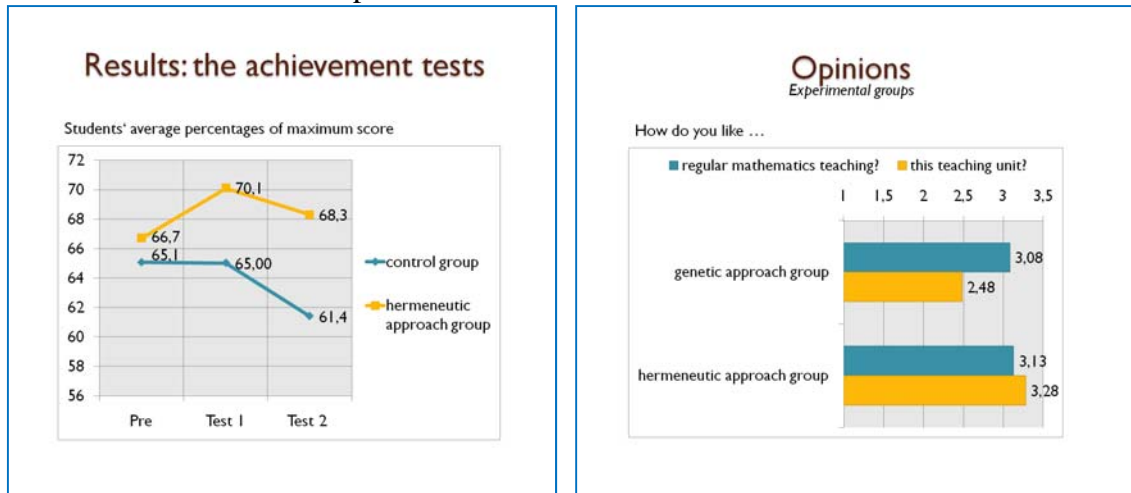 Results: the achievement tests
Students' average percentages of maximum score
72
70
68
66
64
62
60
58
56
70,1
68,3
66,7
65,1
65,00
61,4
control group
hermeneutic
approach group
Pre
Test 1
Test 2
Opinions
Experimental groups
How do you like ...
regular mathematics teaching?
this teaching unit?
1
1,5
2
2,5
3
3,5
genetic approach group
3,08
2,48
hermeneutic approach group
3,13
3,28